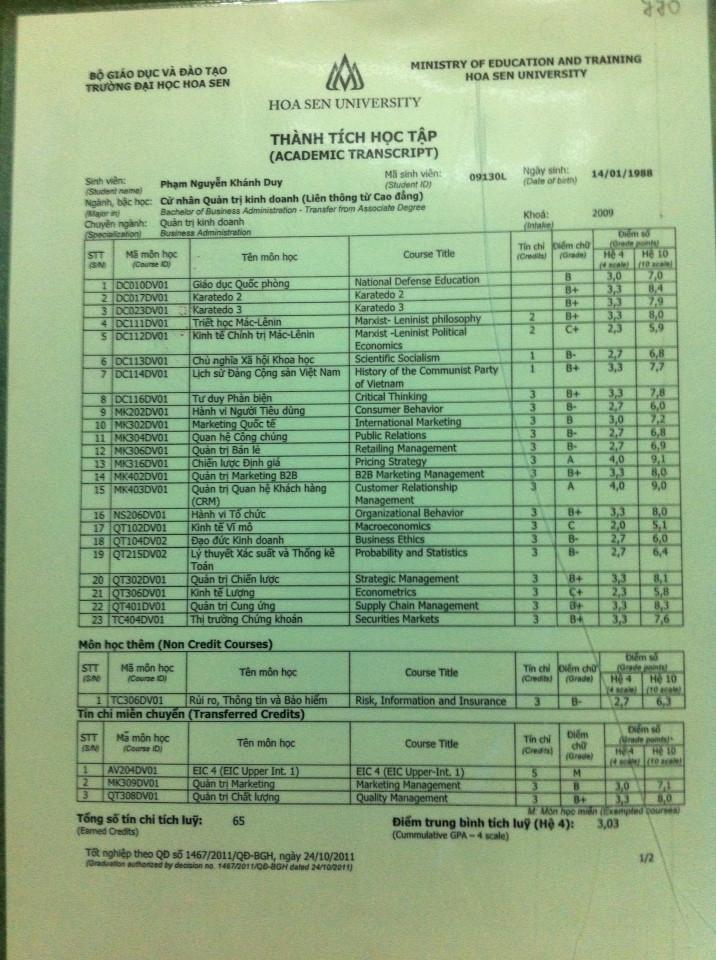 BỘ GIÁO DỤC VÀ ĐÀO TẠO
TRƯỜNG ĐẠI HỌC HOA SEN
MINISTRY OF EDUCATION AND TRAINING
HOA SEN UNIVERSITY
HOA SEN UNIVERSITY
THÀNH TÍCH HỌC TẬP
(ACADEMIC TRANSCRIPT)
Sinh viên: Phạm Nguyễn Khánh Duy Mã số sinh viên: 09130L Ngày sinh: 14/01/1988
(Student name) (Student ID) (Date of birth)
Ngành, bậc học: Cử nhân Quản trị kinh doanh (Liên thông từ Cao đẳng)
(Major in) Bachelor of Business Administration - Transfer from Associate Degree
Chuyên ngành: Quản trị kinh doanh Khoá: 2009
(Specialization) Business Administration (Intake)
STT (S/N) Mã môn học (Course ID) Tên môn học Course Title Tín chỉ (Credits) Điểm chữ (Grade) Điểm số (Grade points) Hệ 4 (4 scale) Hệ 10 (10 scale)
1 DC010DV01 Giáo dục Quốc phòng National Defense Education B 3,0 7,0
2 DC017DV01 Karatedo 2 Karatedo 2 B+ 3,3 8,4
3 DC023DV01 Karatedo 3 Karatedo 3 B+ 3,3 7,9
4 DC111DV01 Triết học Mác-Lênin Marxist- Leninist philosophy 2 B+ 3,3 8,0
5 DC112DV01 Kinh tế Chính trị Mác-Lênin Marxist -Leninist Political Economics 2 C+ 2,3 5,9
6 DC113DV01 Chủ nghĩa Xã hội Khoa học Scientific Socialism 1 B- 2,7 6,8
7 DC114DV01 Lịch sử Đảng Cộng sản Việt Nam History of the Communist Party of Vietnam 1 B+ 3,3 7,7
8 DC116DV01 Tư duy Phản biện Critical Thinking 3 B+ 3,3 7,8
9 MK202DV01 Hành vi Người Tiêu dùng Consumer Behavior 3 B- 2,7 6,0
10 MK302DV01 Marketing Quốc tế International Marketing 3 B 3,0 7,2
11 MK304DV01 Quan hệ Công chúng Public Relations 3 B- 2,7 6,8
12 MK306DV01 Quản trị Bán lẻ Retailing Management 3 B- 2,7 6,9
13 MK316DV01 Chiến lược Định giá Pricing Strategy 3 A 4,0 9,1
14 MK402DV01 Quản trị Marketing B2B B2B Marketing Management 3 B+ 3,3 8,0
15 MK403DV01 Quản trị Quan hệ Khách hàng (CRM) Customer Relationship Management 3 A 4,0 9,0
16 NS206DV01 Hành vi Tổ chức Organizational Behavior 3 B+ 3,3 8,0
17 QT102DV01 Kinh tế Vĩ mô Macroeconomics 3 C 2,0 5,1
18 QT104DV02 Đạo đức Kinh doanh Business Ethics 3 B- 2,7 6,0
19 QT215DV02 Lý thuyết Xác suất và Thống kê Toán Probability and Statistics 3 B- 2,7 6,4
20 QT302DV01 Quản trị Chiến lược Strategic Management 3 B+ 3,3 8,1
21 QT306DV01 Kinh tế Lượng Econometrics 3 C+ 2,3 5,8
22 QT401DV01 Quản trị Cung ứng Supply Chain Management 3 B+ 3,3 8,3
23 TC404DV01 Thị trường Chứng khoán Securities Markets 3 B+ 3,3 7,6
Môn học thêm (Non Credit Courses)
STT (S/N) Mã môn học (Course ID) Tên môn học Course Title Tín chỉ (Credits) Điểm chữ (Grade) Điểm số (Grade points) Hệ 4 (4 scale) Hệ 10 (10 scale)
1 TC306DV01 Rủi ro, Thông tin và Bảo hiểm Risk, Information and Insurance 3 B- 2,7 6,3
Tín chỉ miễn chuyển (Transferred Credits)
STT (S/N) Mã môn học (Course ID) Tên môn học Course Title Tín chỉ (Credits) Điểm chữ (Grade) Điểm số (Grade points) Hệ 4 (4 scale) Hệ 10 (10 scale)
1 AV204DV01 EIC 4 (EIC Upper Int. 1) EIC 4 (EIC Upper-Int. 1) 5 M
2 MK309DV01 Quản trị Marketing Marketing Management 3 B 3,0 7,1
3 QT308DV01 Quản trị Chất lượng Quality Management 3 B+ 3,3 8,0
M: Môn học miễn (Exempted courses)
Tổng số tín chỉ tích luỹ: 65 Điểm trung bình tích luỹ (Hệ 4): 3,03
(Earned Credits) (Cummulative GPA – 4 scale)
Tốt nghiệp theo QĐ số 1467/2011/QĐ-BGH, ngày 24/10/2011 1/2
(Graduation authorized by decision no. 1467/2011/QĐ-BGH dated 24/10/2011)